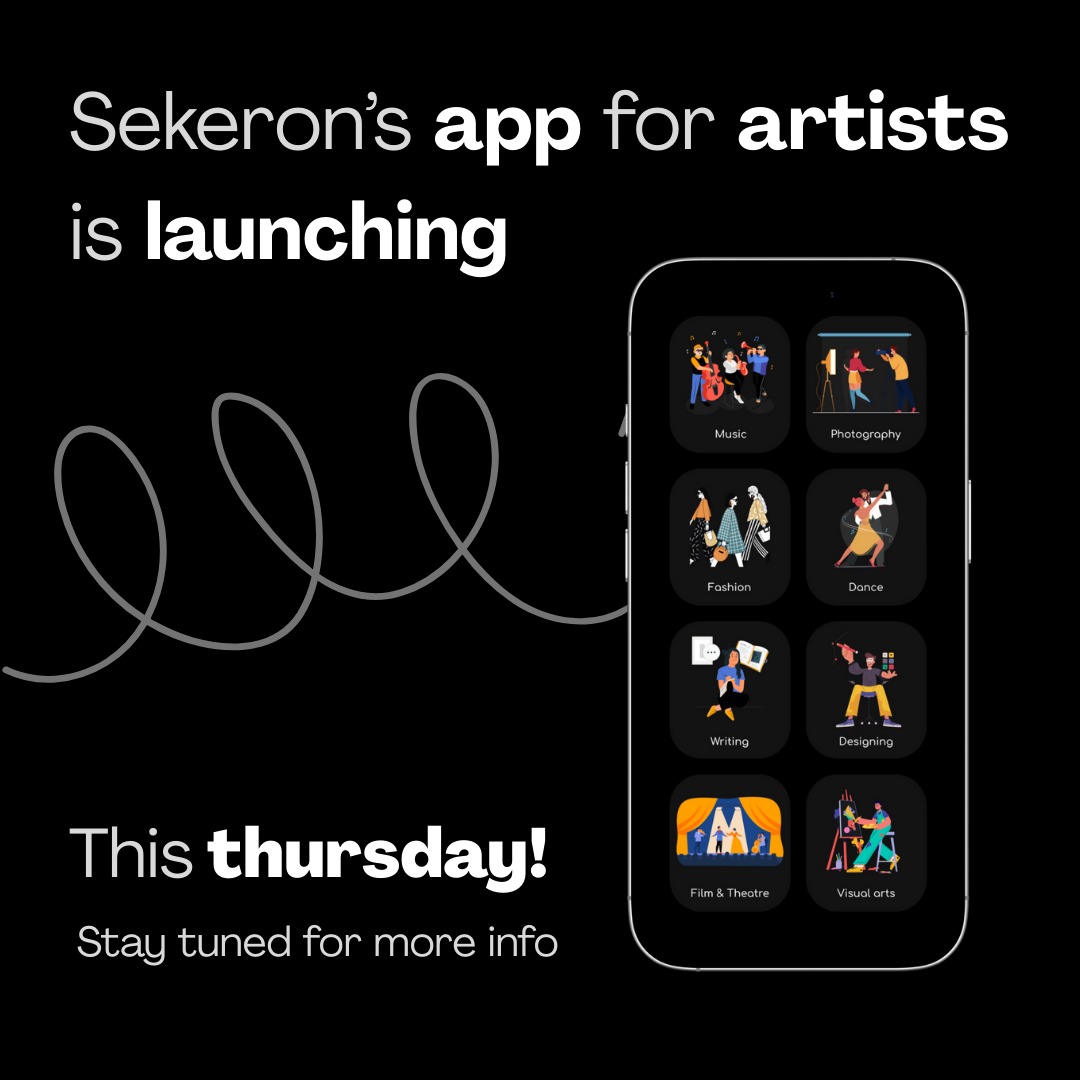 Sekeron’s app for artists
is launching
Music
Photography
Fashion
Dance
Writing
Designing
Film & Theatre
Visual arts
This thursday!
Stay tuned for more info